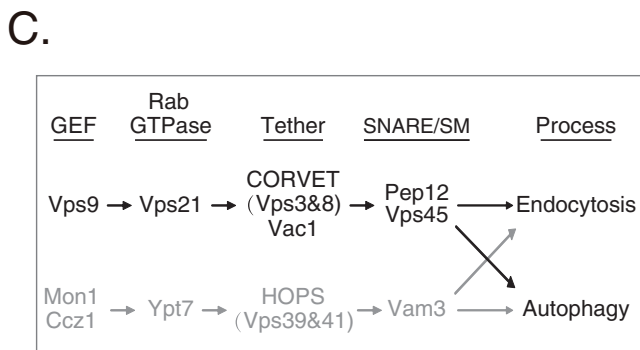 C.
Rab
GEF GTPase Tether SNARE/SM Process
CORVET
Vps9 Vps21 (Vps3&8) Pep12 Endocytosis
Vac1 Vps45
Mon1 HOPS
Ccz1 Ypt7 (Vps39&41) Vam3 Autophagy